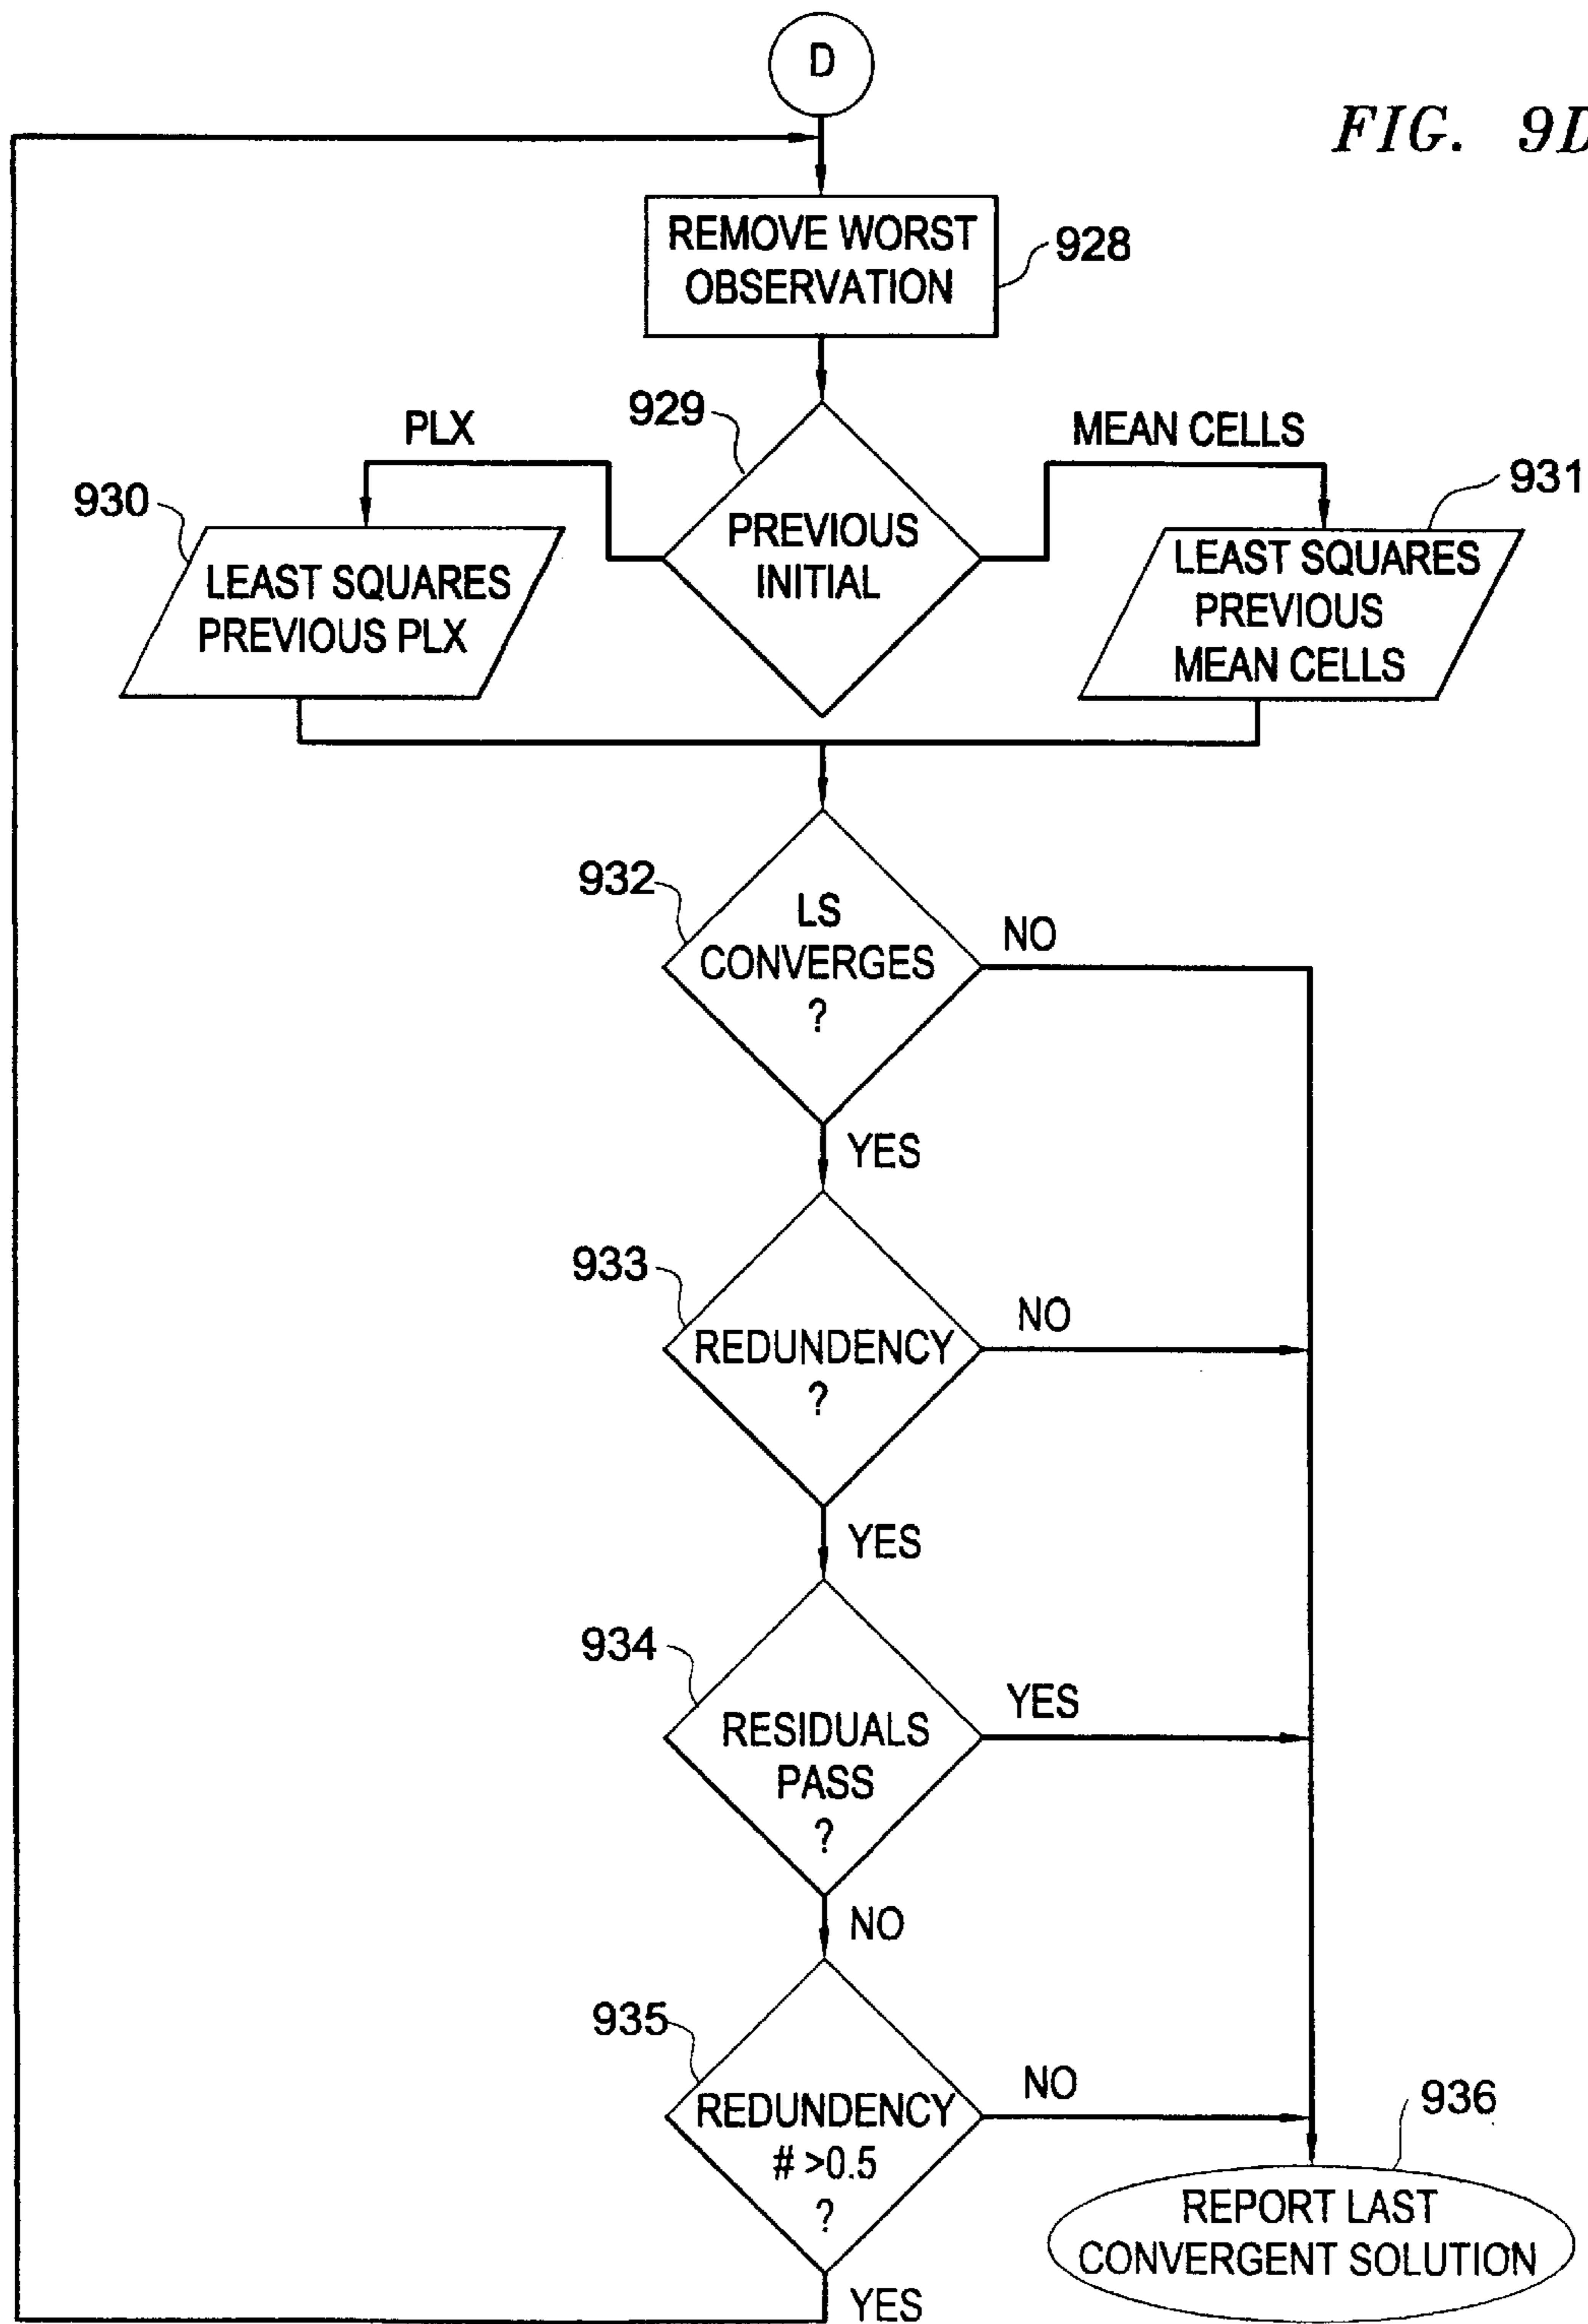 D
FIG. 9D
REMOVE WORST
OBSERVATION
928
929
PLX
MEAN CELLS
930
931
PREVIOUS
INITIAL
LEAST SQUARES
PREVIOUS PLX
LEAST SQUARES
PREVIOUS
MEAN CELLS
932
LS
CONVERGES
?
NO
YES
933
REDUNDENCY
?
NO
YES
934
RESIDUALS
PASS
?
YES
NO
935
REDUNDENCY
# >0.5
?
NO
YES
936
REPORT LAST
CONVERGENT SOLUTION